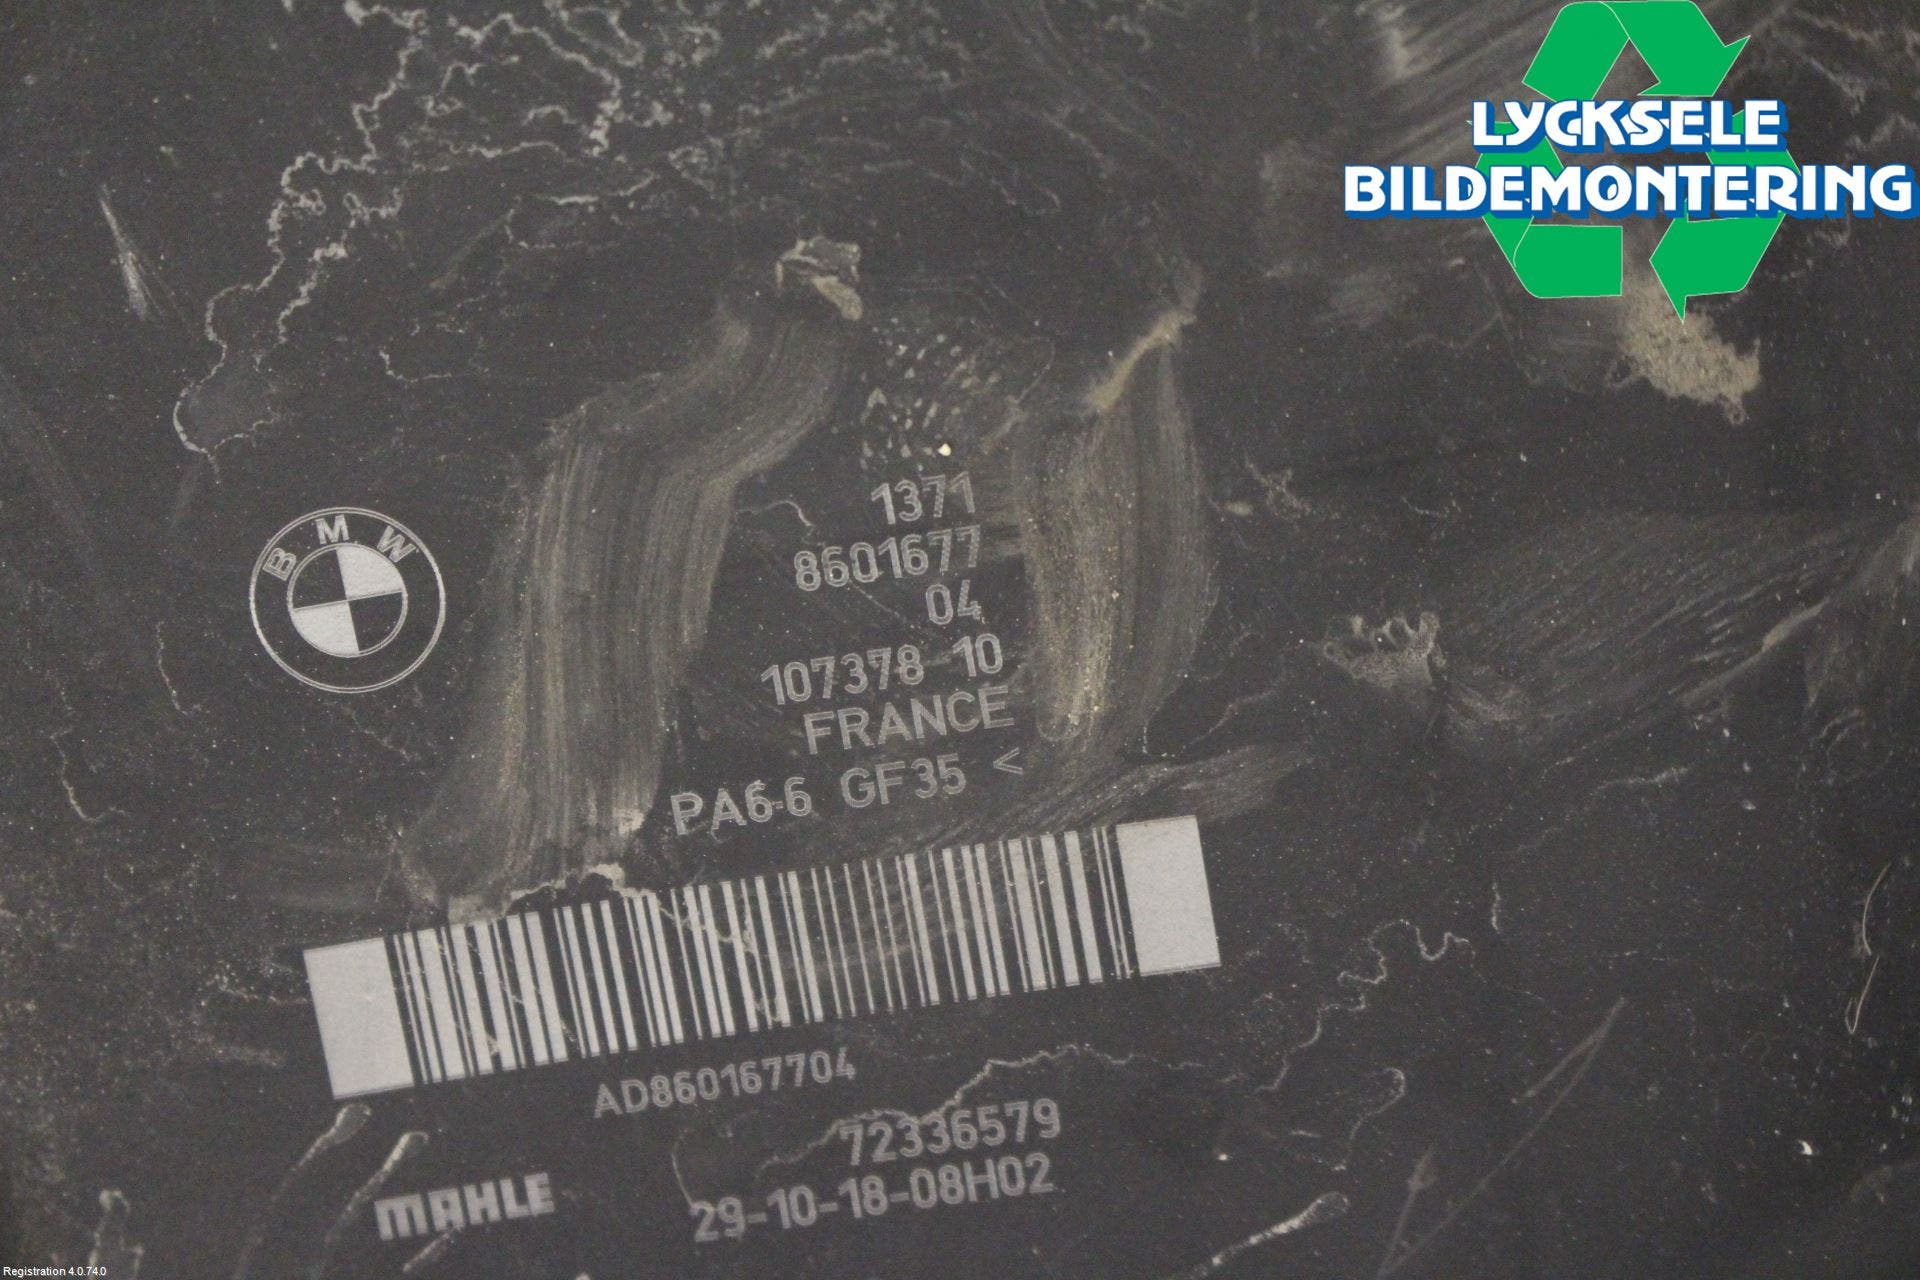 LYCKSELE
BILDEMONTERING
BMW
1371
8601677
04
107378 10
FRANCE
PA6-6 GF35 <
AD860167704
72336579
29-10-18-08H02
MAHLE
Registration 4.0.74.0